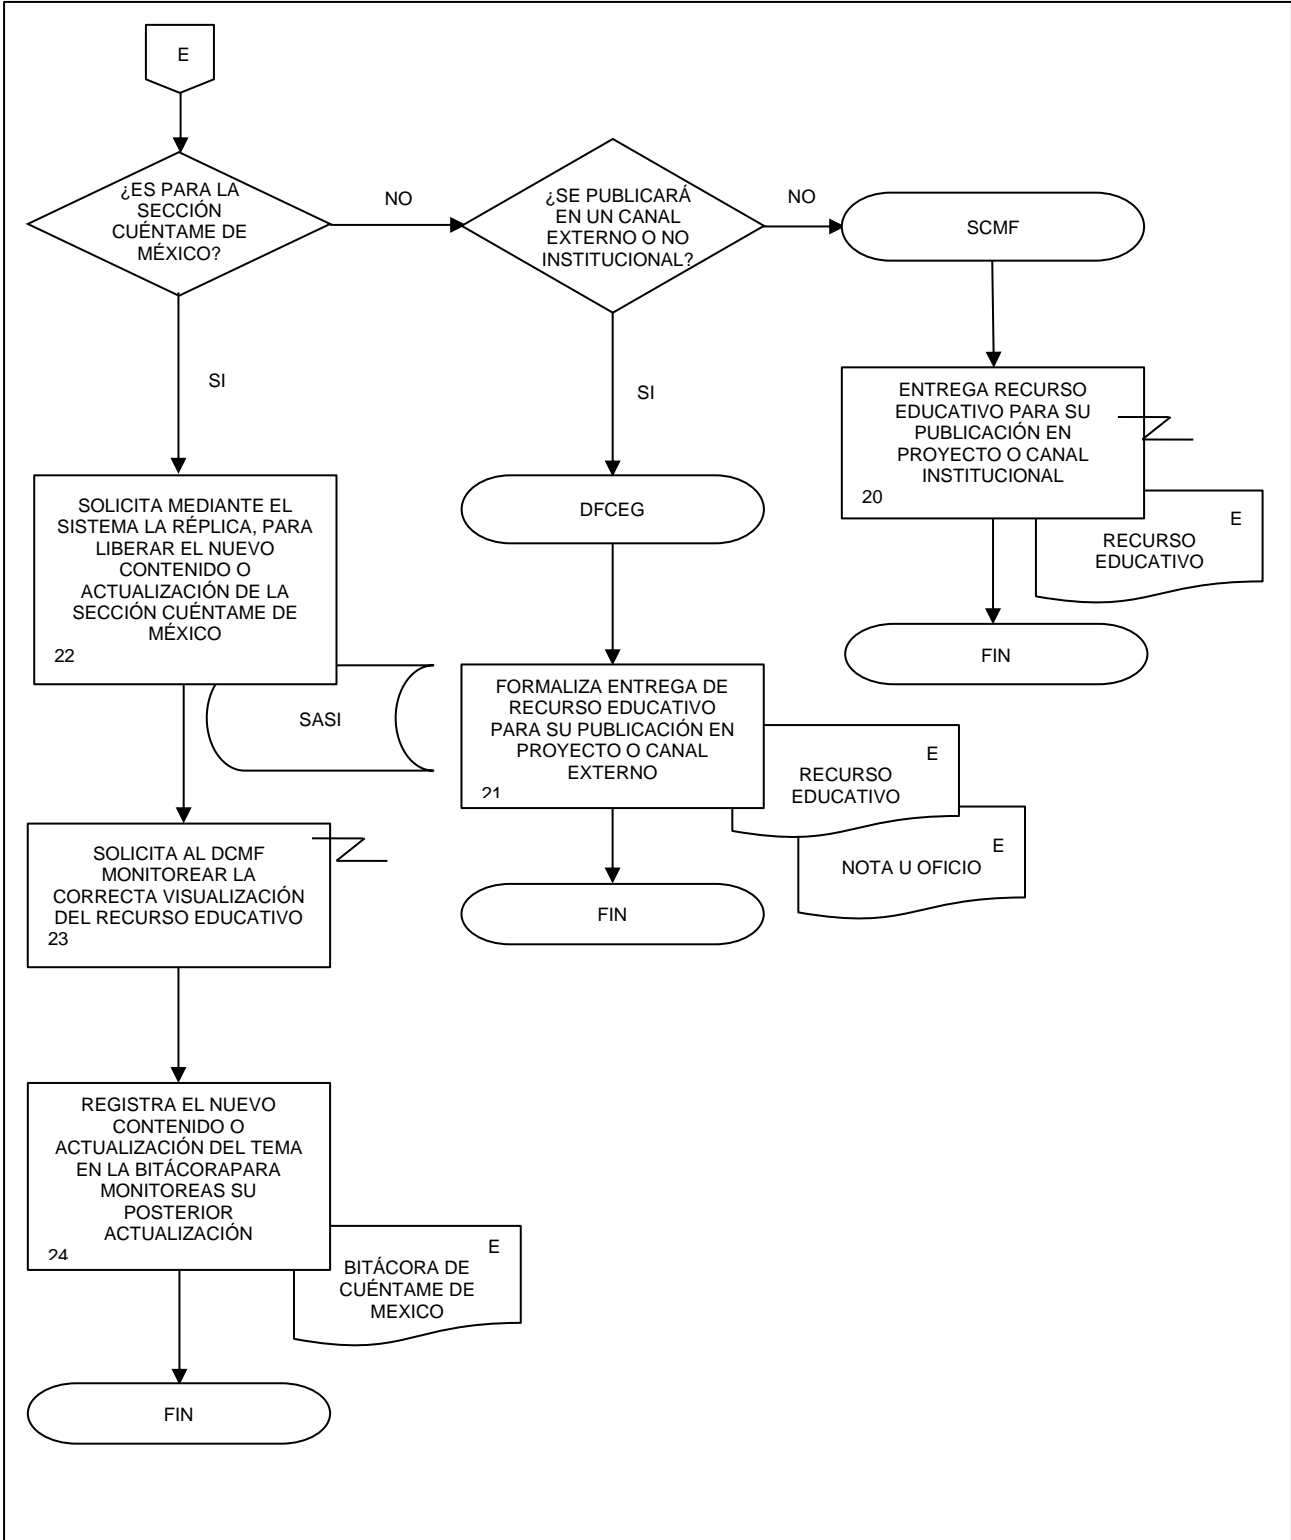 E
¿ES PARA LA
SECCIÓN
CUÉNTAME DE
MÉXICO?
NO
¿SE PUBLICARÁ
EN UN CANAL
EXTERNO O NO
INSTITUCIONAL?
NO
SCMF
SI
SI
ENTREGA RECURSO
EDUCATIVO PARA SU
PUBLICACIÓN EN
PROYECTO O CANAL
INSTITUCIONAL
20
E
RECURSO
EDUCATIVO
FIN
SOLICITA MEDIANTE EL
SISTEMA LA RÉPLICA, PARA
LIBERAR EL NUEVO
CONTENIDO O
ACTUALIZACIÓN DE LA
SECCIÓN CUÉNTAME DE
MÉXICO
22
SASI
DFCEG
FORMALIZA ENTREGA DE
RECURSO EDUCATIVO
PARA SU PUBLICACIÓN EN
PROYECTO O CANAL
EXTERNO
21
E
RECURSO
EDUCATIVO
E
NOTA U OFICIO
FIN
SOLICITA AL DCMF
MONITOREAR LA
CORRECTA VISUALIZACIÓN
DEL RECURSO EDUCATIVO
23
REGISTRA EL NUEVO
CONTENIDO O
ACTUALIZACIÓN DEL TEMA
EN LA BITÁCORAPARA
MONITOREAS SU
POSTERIOR
ACTUALIZACIÓN
24
E
BITÁCORA DE
CUÉNTAME DE
MEXICO
FIN